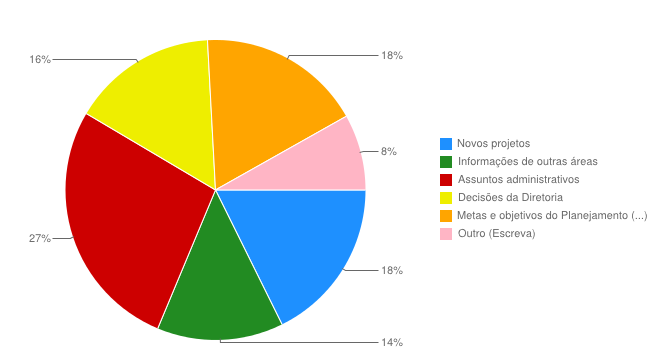 16%
18%
8%
27%
18%
14%
Novos projetos
Informações de outras áreas
Assuntos administrativos
Decisões da Diretoria
Metas e objetivos do Planejamento (...)
Outro (Escreva)